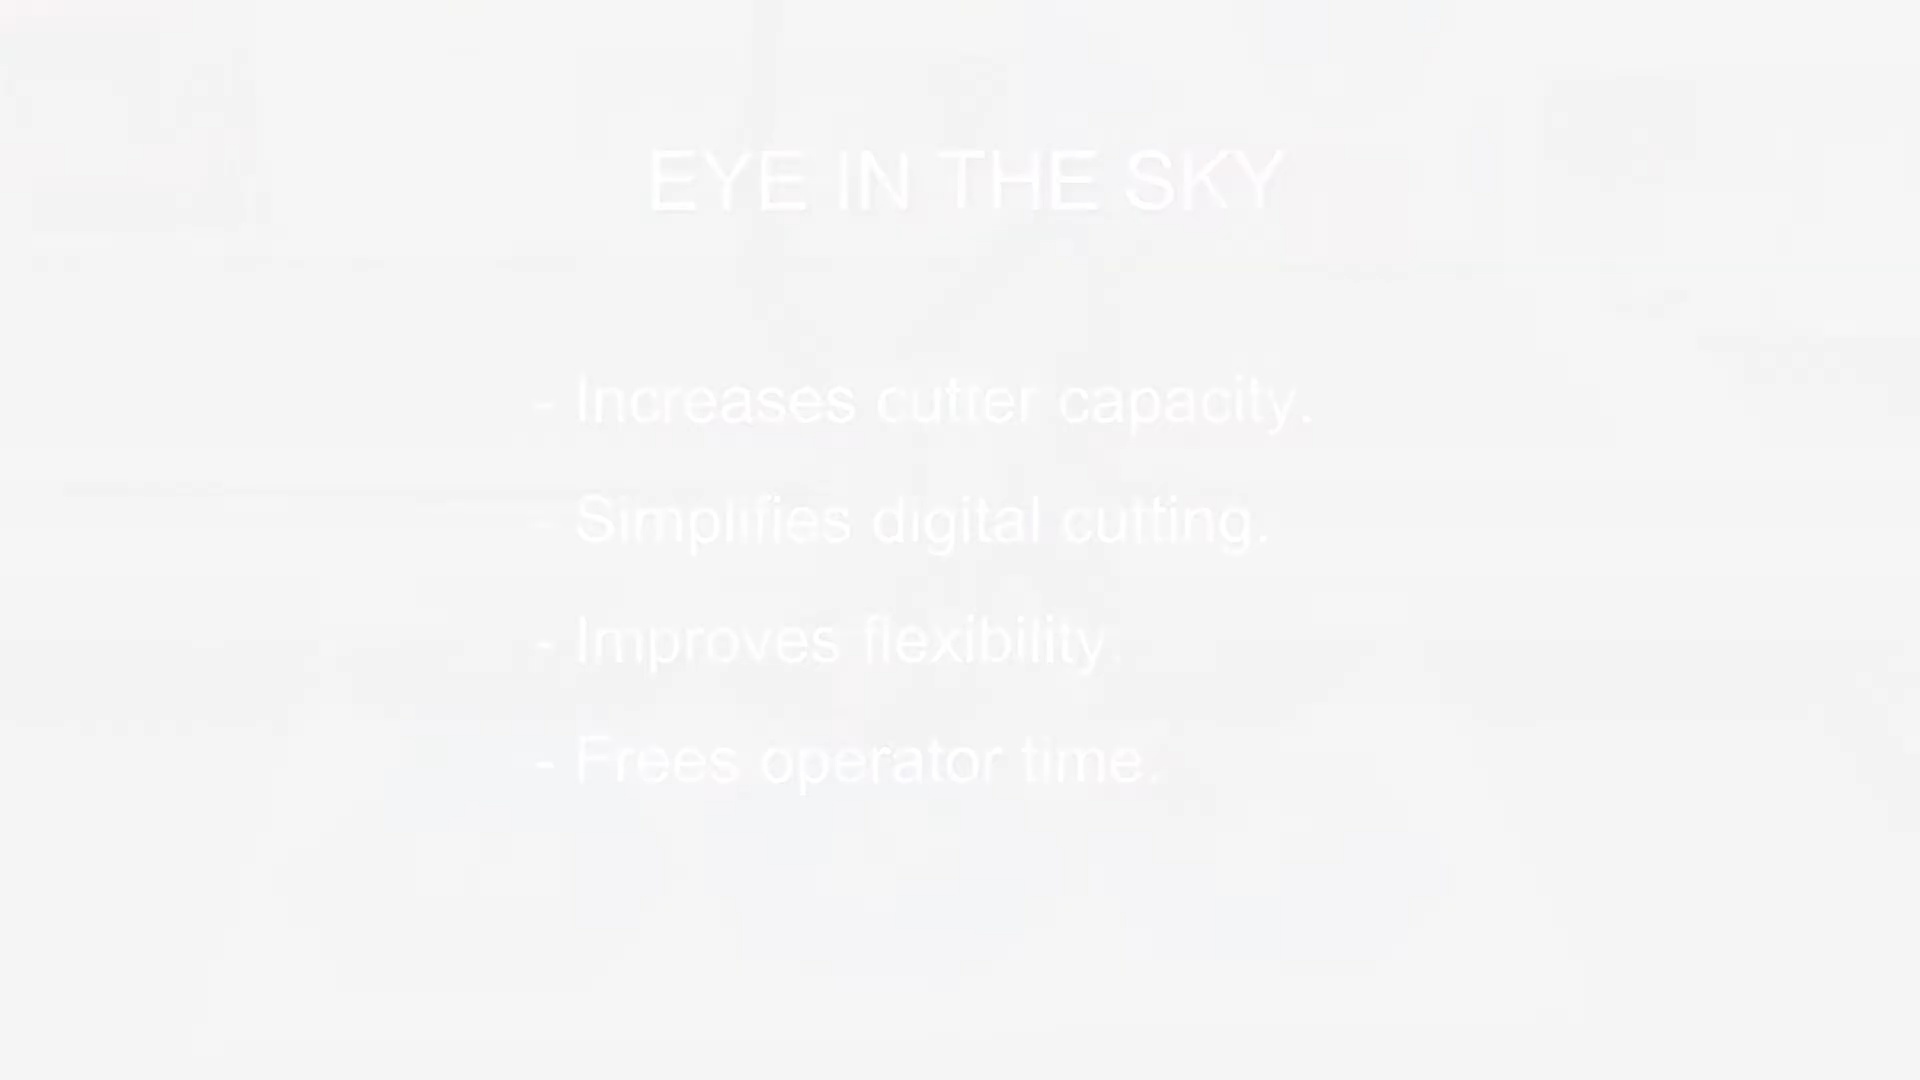 EYE IN THE SKY
- Increases cutter capacity.
- Simplifies digital cutting.
- Improves flexibility.
- Frees operator time.